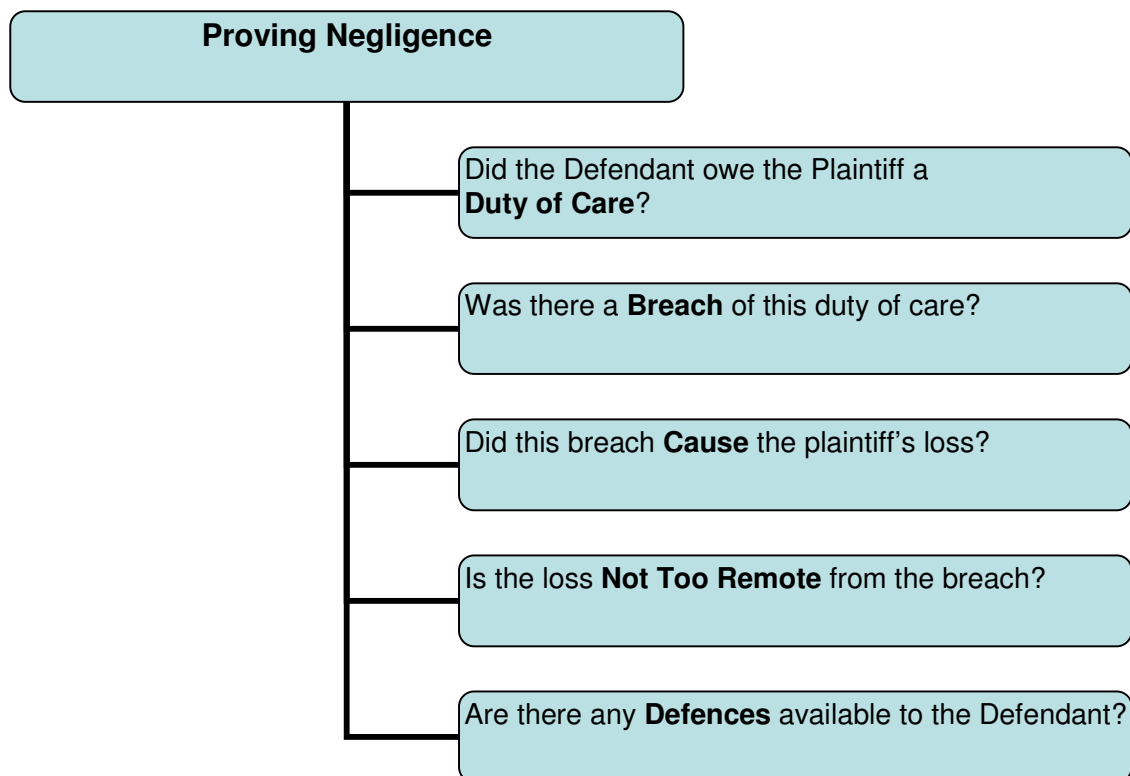 Proving Negligence
Did the Defendant owe the Plaintiff a
Duty of Care?
Was there a Breach of this duty of care?
Did this breach Cause the plaintiff’s loss?
Is the loss Not Too Remote from the breach?
Are there any Defences available to the Defendant?